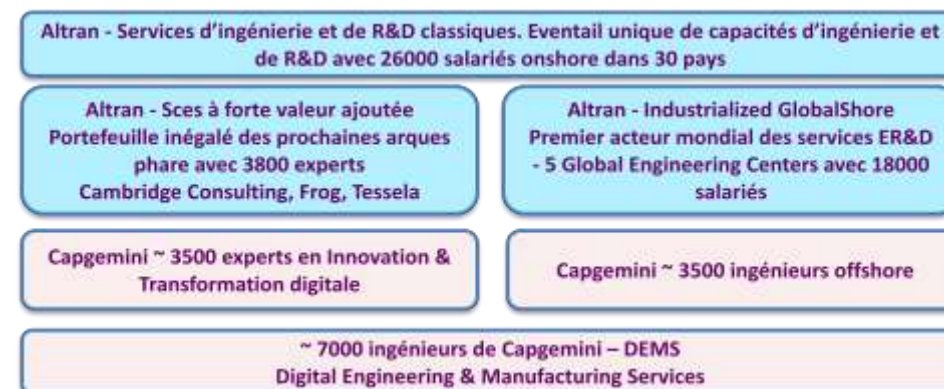 Altran - Services d'ingénierie et de R&D classiques. Eventail unique de capacités d'ingénierie et
de R&D avec 26000 salariés onshore dans 30 pays
Altran - Sces à forte valeur ajoutée
Portefeuille inégalé des prochaines arques
phare avec 3800 experts
Cambridge Consulting, Frog, Tessela
Altran - Industrialized GlobalShore
Premier acteur mondial des services ER&D
- 5 Global Engineering Centers avec 18000
salariés
Capgemini ~ 3500 experts en Innovation &
Transformation digitale
Capgemini ~ 3500 ingénieurs offshore
~ 7000 ingénieurs de Capgemini – DEMS
Digital Engineering & Manufacturing Services